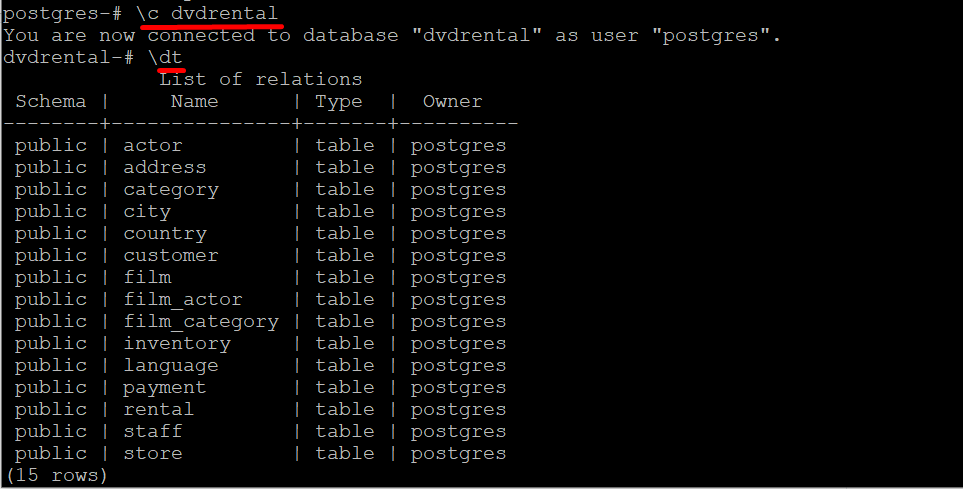 postgres-# \c dvdrental
You are now connected to database "dvdrental" as user "postgres".
dvdrental-# \dt
             List of relations
 Schema |     Name      | Type  |  Owner
--------+---------------+-------+----------
 public | actor         | table | postgres
 public | address       | table | postgres
 public | category      | table | postgres
 public | city          | table | postgres
 public | country       | table | postgres
 public | customer      | table | postgres
 public | film          | table | postgres
 public | film_actor    | table | postgres
 public | film_category | table | postgres
 public | inventory     | table | postgres
 public | language      | table | postgres
 public | payment       | table | postgres
 public | rental        | table | postgres
 public | staff         | table | postgres
 public | store         | table | postgres
(15 rows)